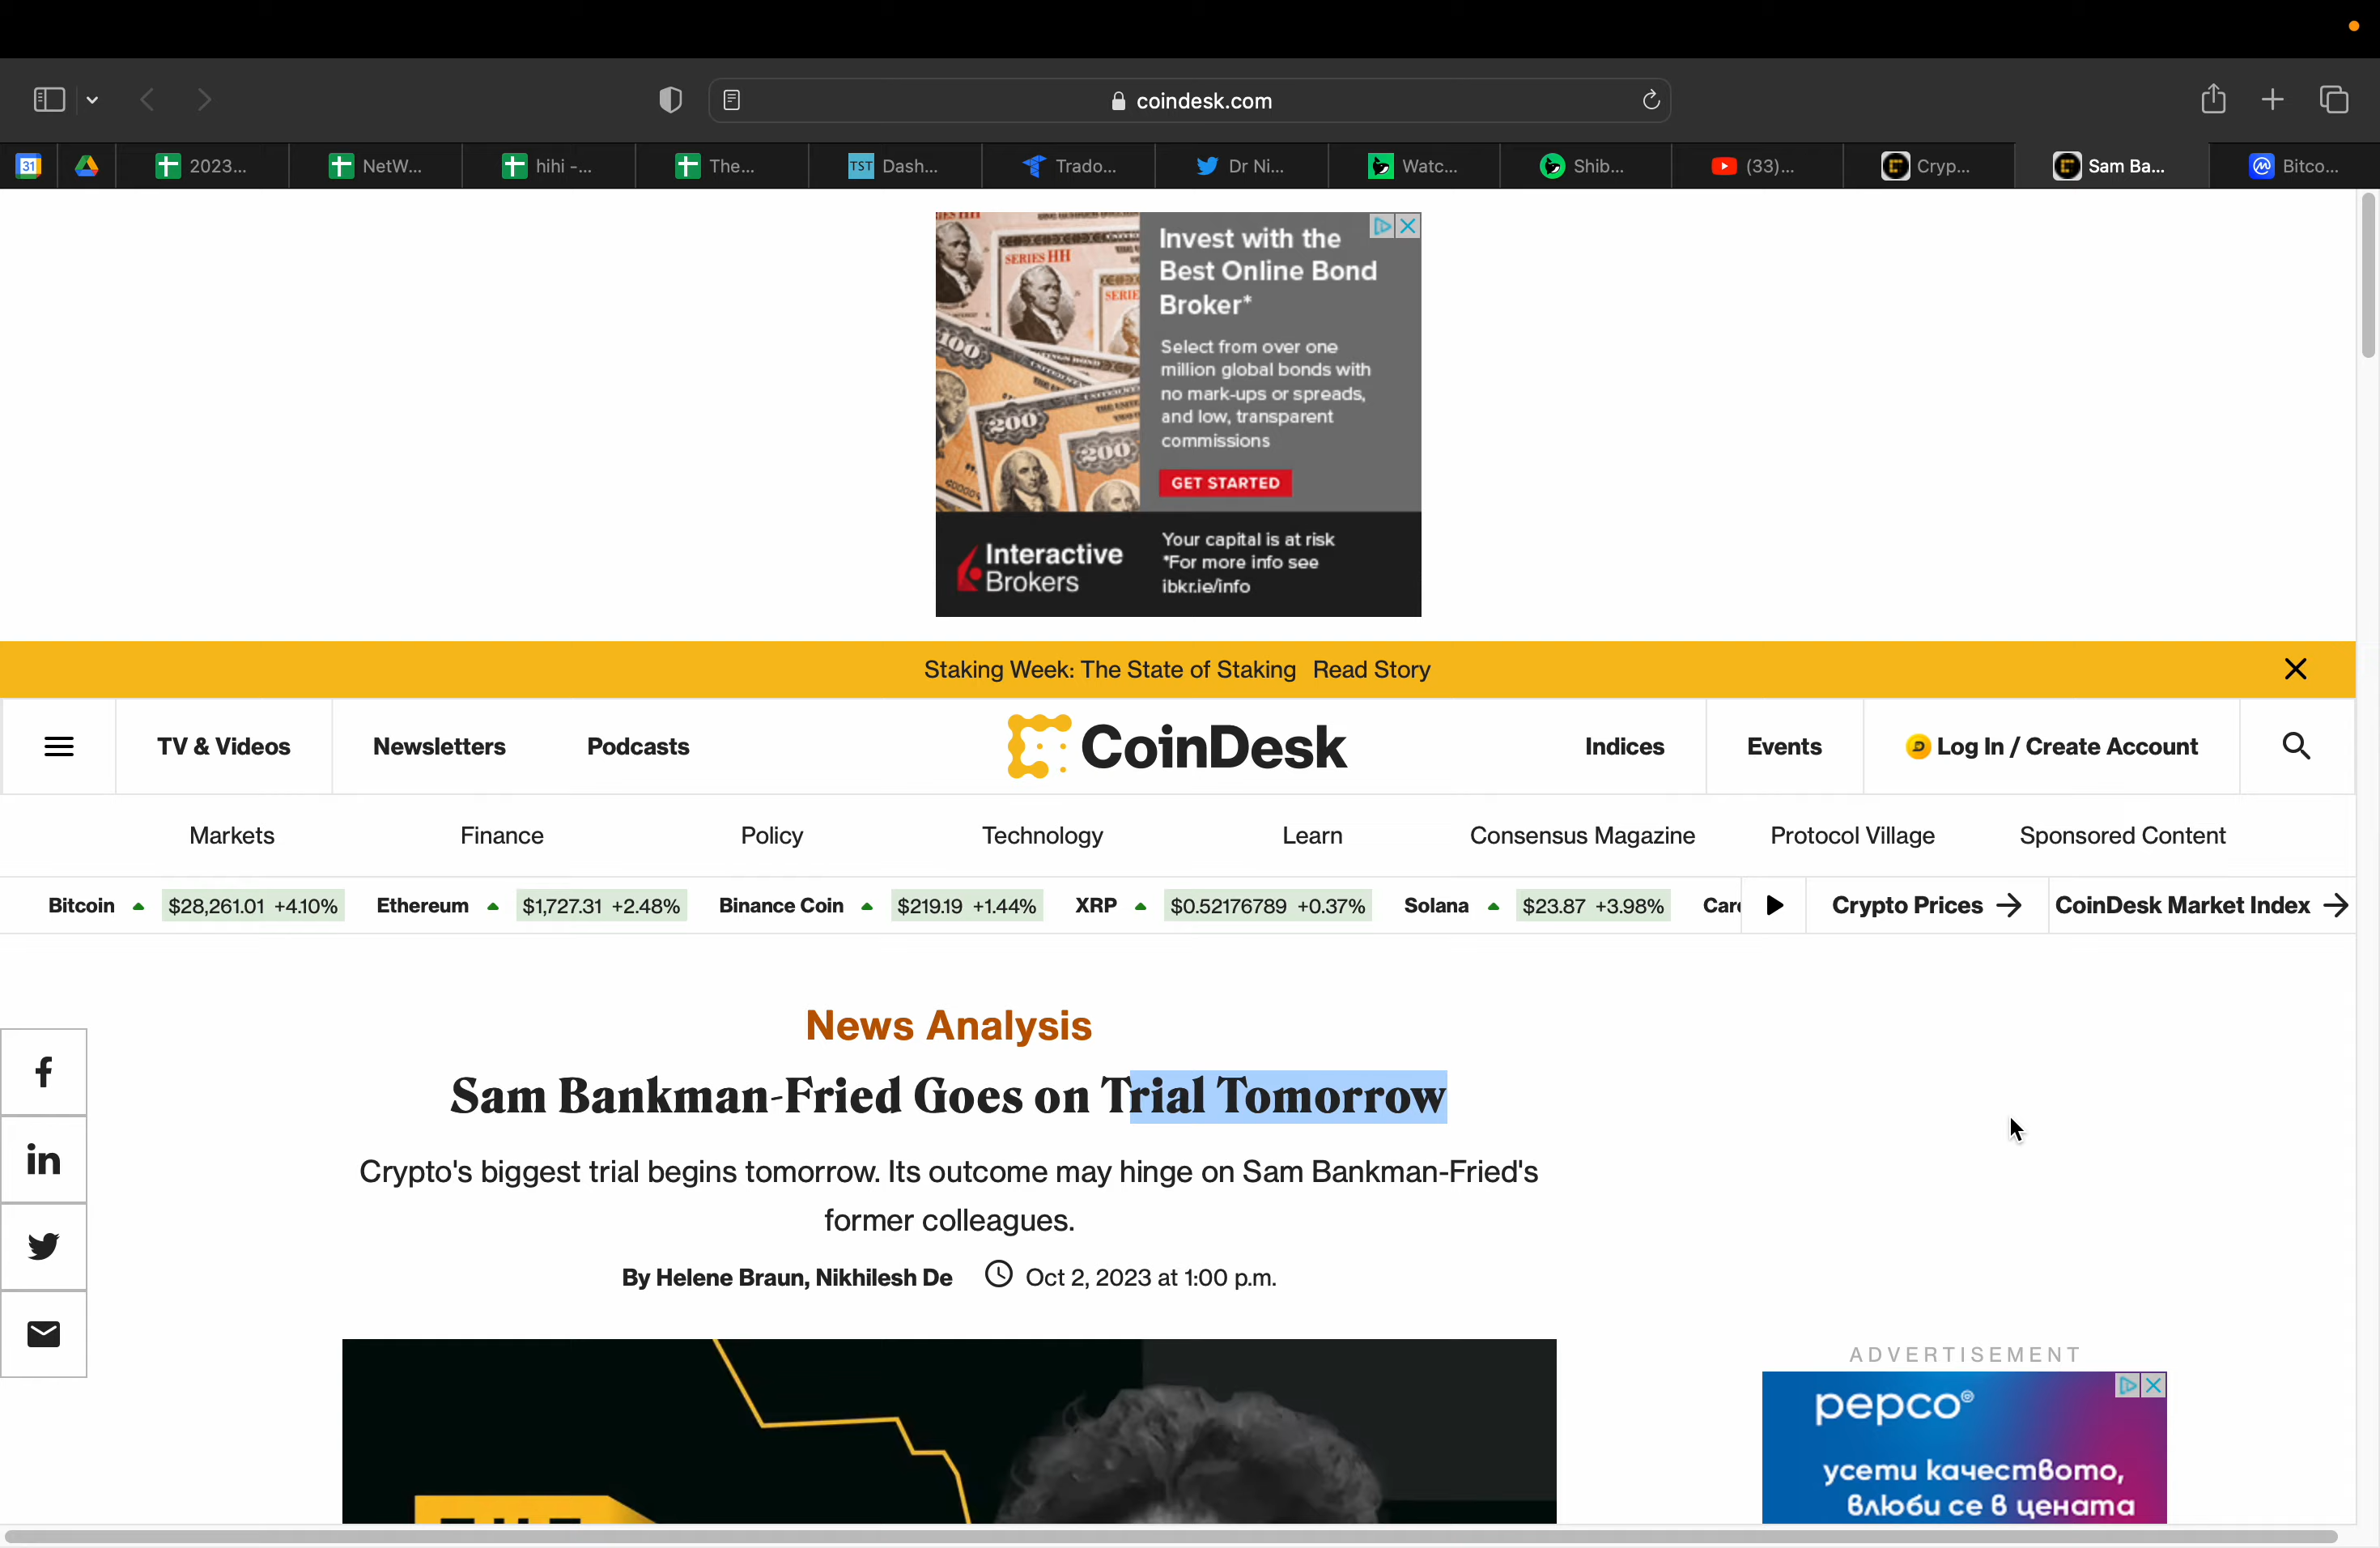 coindesk.com
31
2023...
NetW...
hihi -...
The...
TST Dash...
Trado...
Dr Ni...
Watc...
Shib...
(33)...
Cryp...
Sam Ba...
Bitco...
SERIES HH
100
200
200
Invest with the
Best Online Bond
Broker*
Select from over one
million global bonds with
no mark-ups or spreads,
and low, transparent
commissions
GET STARTED
Interactive
Brokers
Your capital is at risk
*For more info see
ibkr.ie/info
Staking Week: The State of Staking Read Story
TV & Videos
Newsletters
Podcasts
CoinDesk
Indices
Events
Log In / Create Account
Markets
Finance
Policy
Technology
Learn
Consensus Magazine
Protocol Village
Sponsored Content
Bitcoin $28,261.01 +4.10%
Ethereum $1,727.31 +2.48%
Binance Coin $219.19 +1.44%
XRP $0.52176789 +0.37%
Solana $23.87 +3.98%
Crypto Prices
CoinDesk Market Index
News Analysis
Sam Bankman-Fried Goes on Trial Tomorrow
Crypto's biggest trial begins tomorrow. Its outcome may hinge on Sam Bankman-Fried's
former colleagues.
By Helene Braun, Nikhilesh De Oct 2, 2023 at 1:00 p.m.
ADVERTISEMENT
pepco
усети качеството,
влюби се в цената